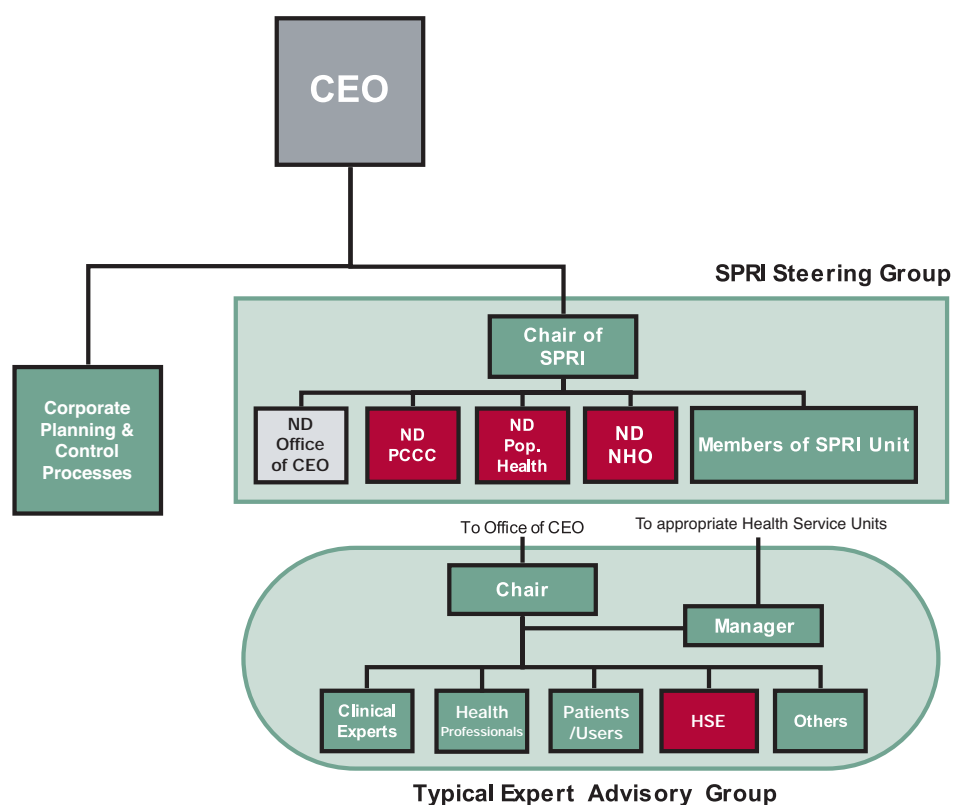 CEO
SPRI Steering Group
Chair of
SPRI
Corporate
Planning &
Control
Processes
ND
Office
of CEO
ND
PCCC
ND
Pop.
Health
ND
NHO
Members of SPRI Unit
To Office of CEO
To appropriate Health Service Units
Chair
Manager
Clinical
Experts
Health
Professionals
Patients
/Users
HSE
Others
Typical Expert Advisory Group